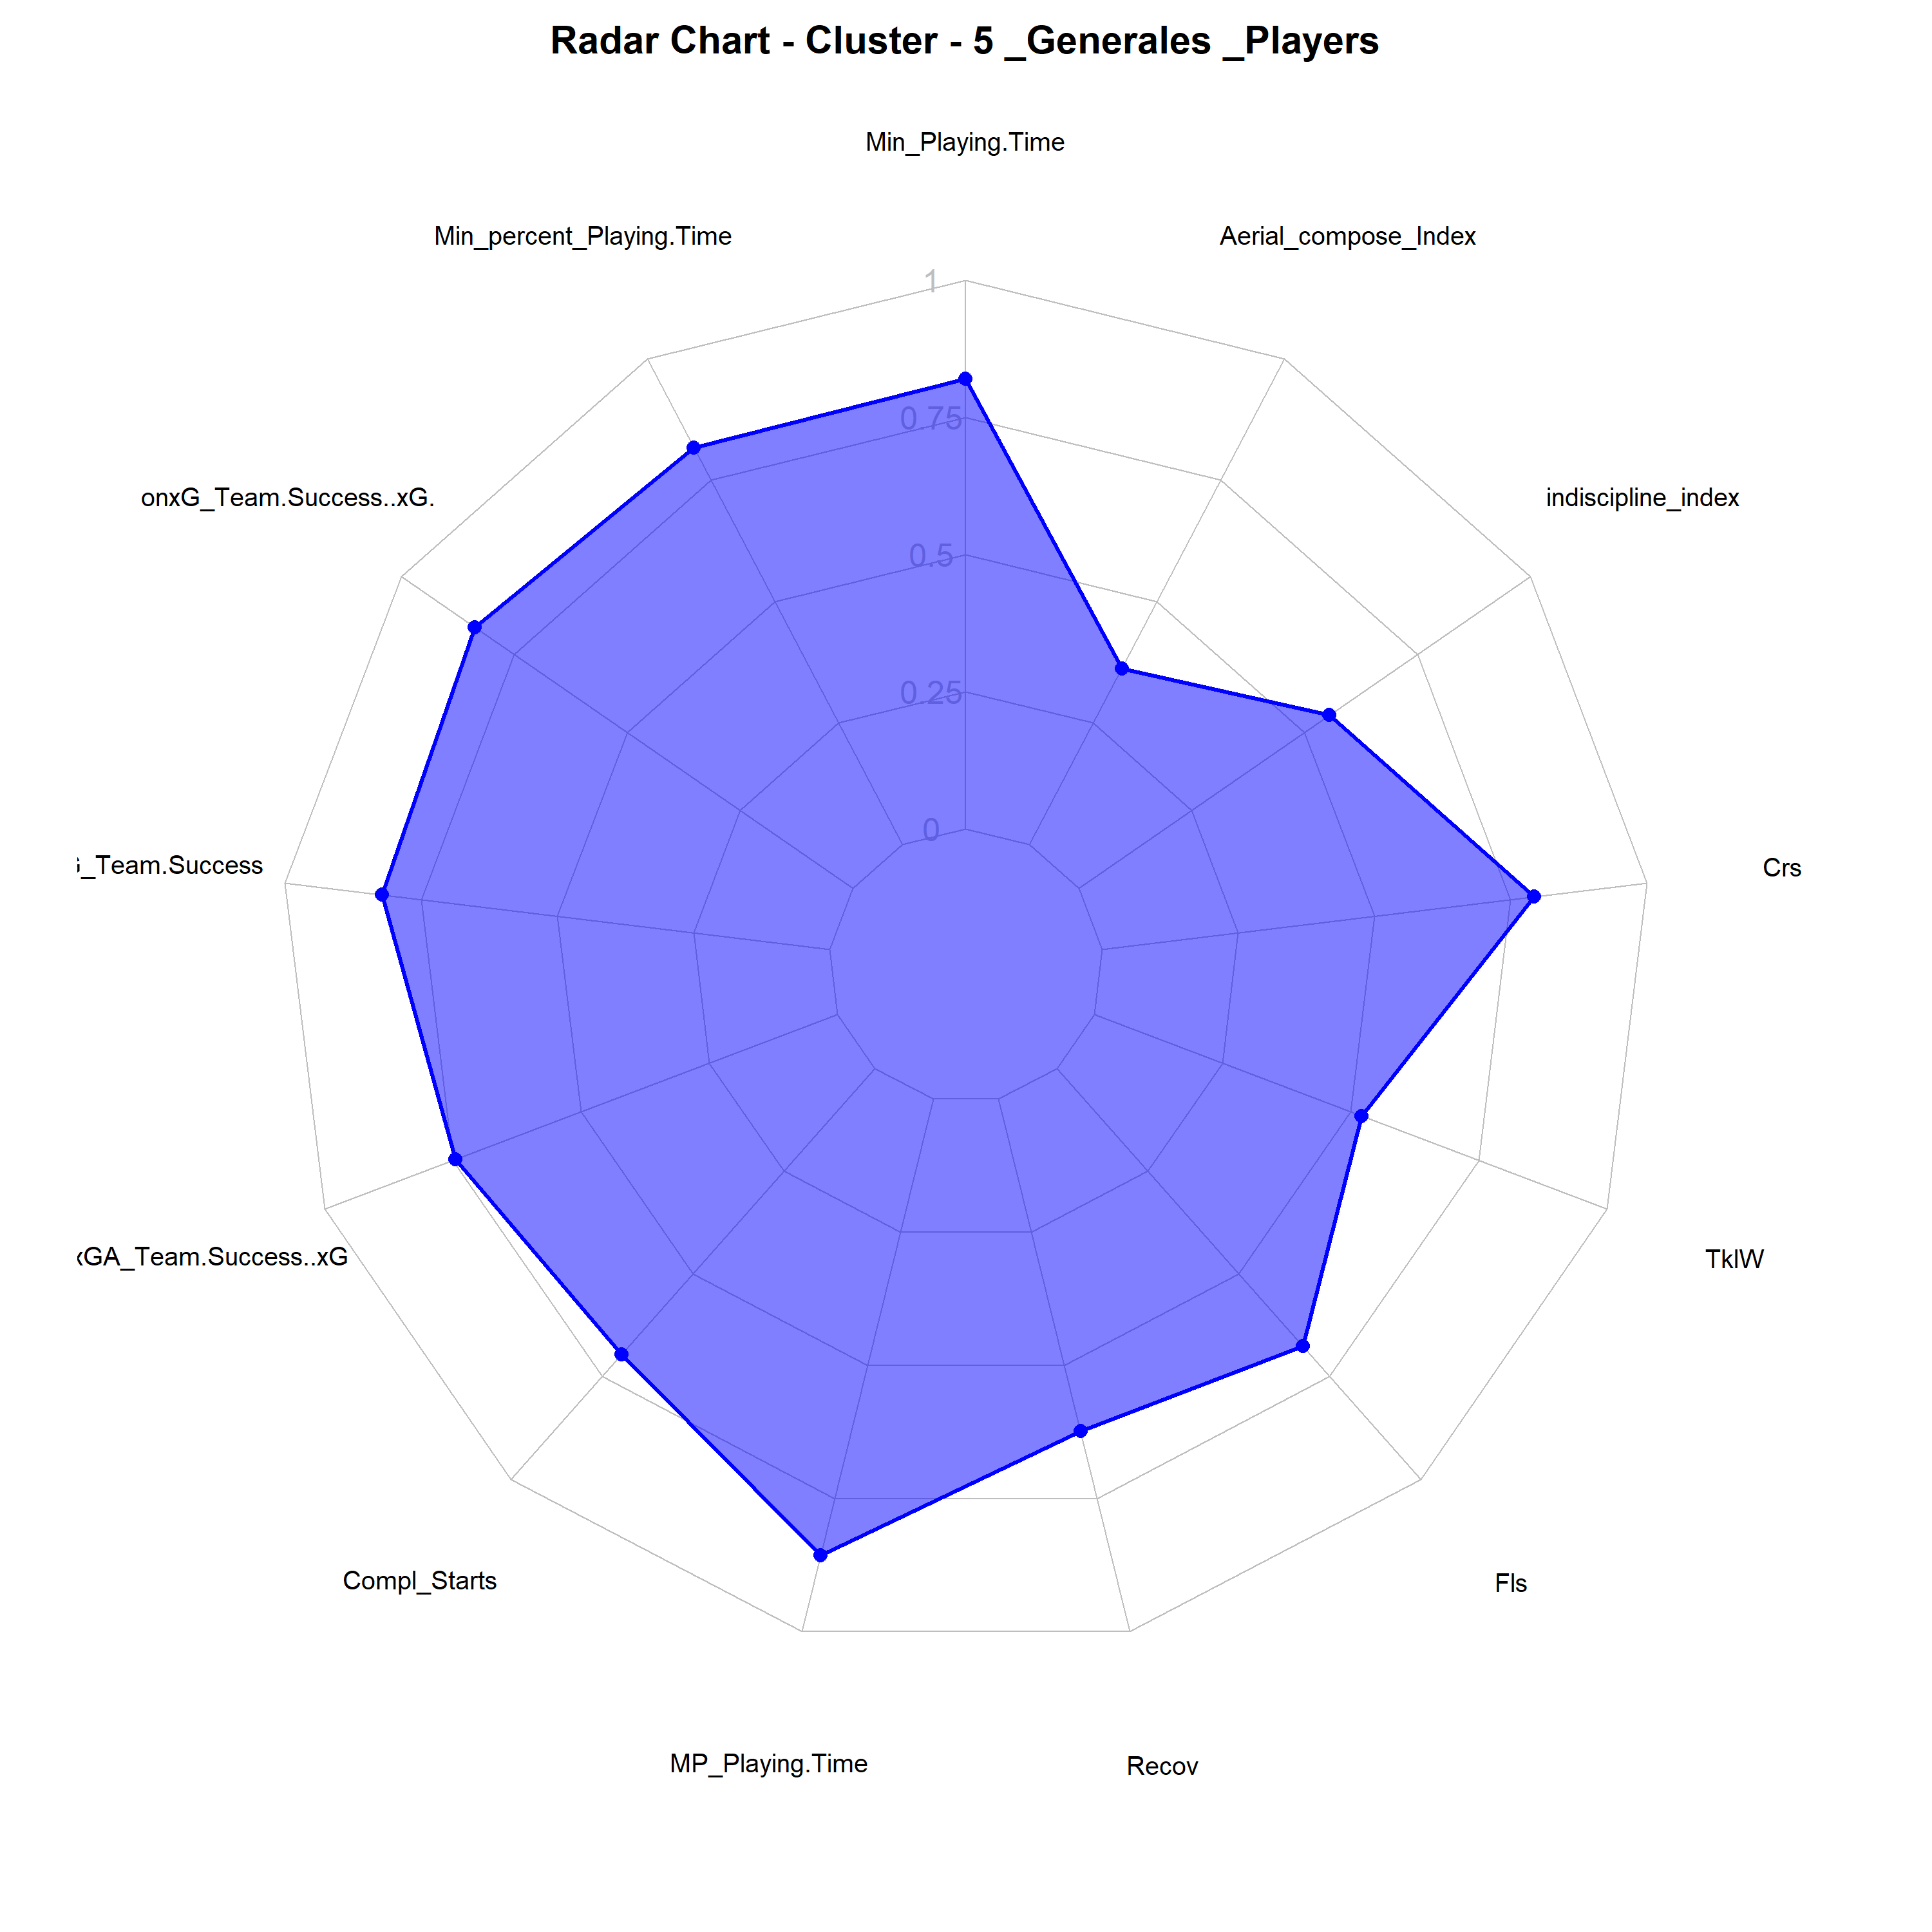 Radar Chart - Cluster - 5 _Generales _Players
Min_Playing.Time
Min_percent_Playing.Time
Aerial_compose_Index
1
onxG_Team.Success..xG.
indiscipline_index
0.75
0.5
0.25
0
_Team.Success
Crs
xGA_Team.Success..xG
TklW
Compl_Starts
Fls
MP_Playing.Time
Recov